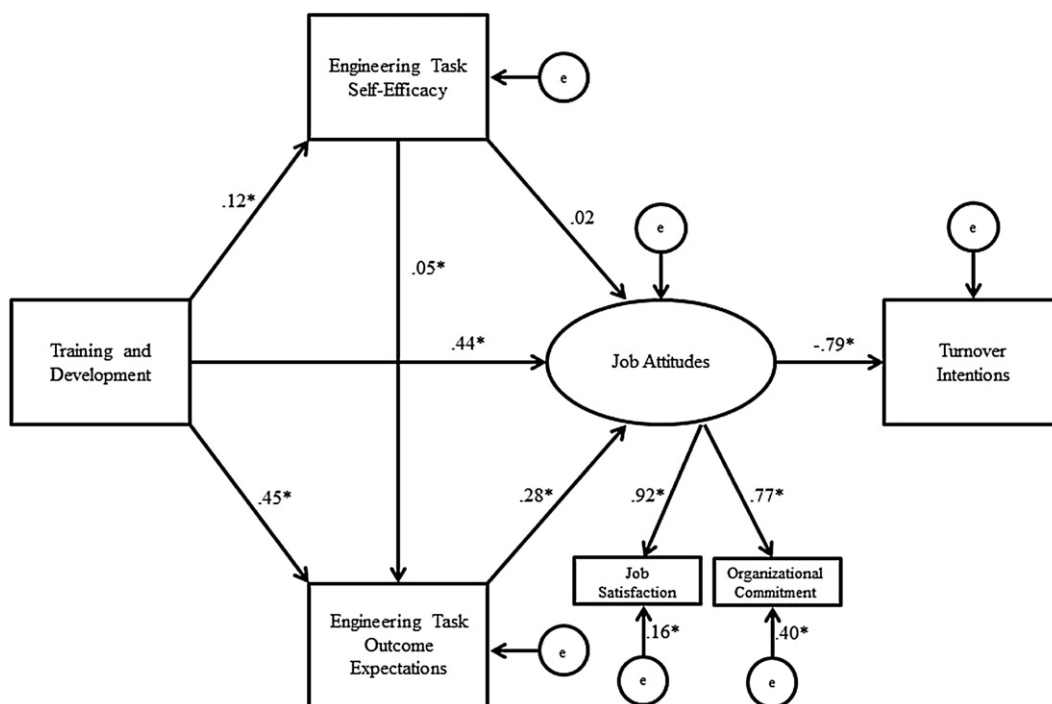 Engineering Task
Self-Efficacy
e
.12*
.02
e
e
.05*
Training and
Development
.44*
Job Attitudes
-.79*
Turnover
Intentions
.45*
.28*
.92*
.77*
Job
Satisfaction
Organizational
Commitment
Engineering Task
Outcome
Expectations
e
.16*
.40*
e
e